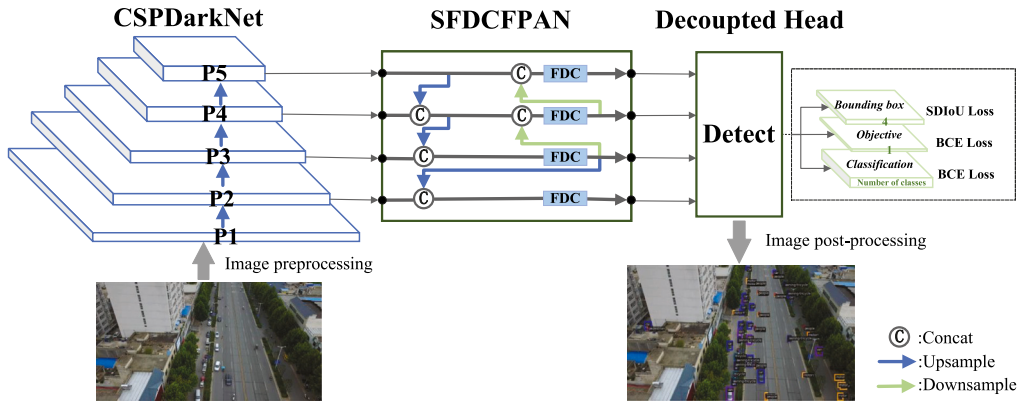 CSPDarkNet
SFDCFPAN
Decoupted Head
P5
P4
P3
P2
P1
C
FDC
C
C
FDC
C
FDC
C
FDC
Detect
Bounding box
4
SDIoU Loss
Objective
1
BCE Loss
Classification
Number of classes
BCE Loss
Image preprocessing
Image post-processing
C :Concat
:Upsample
:Downsample